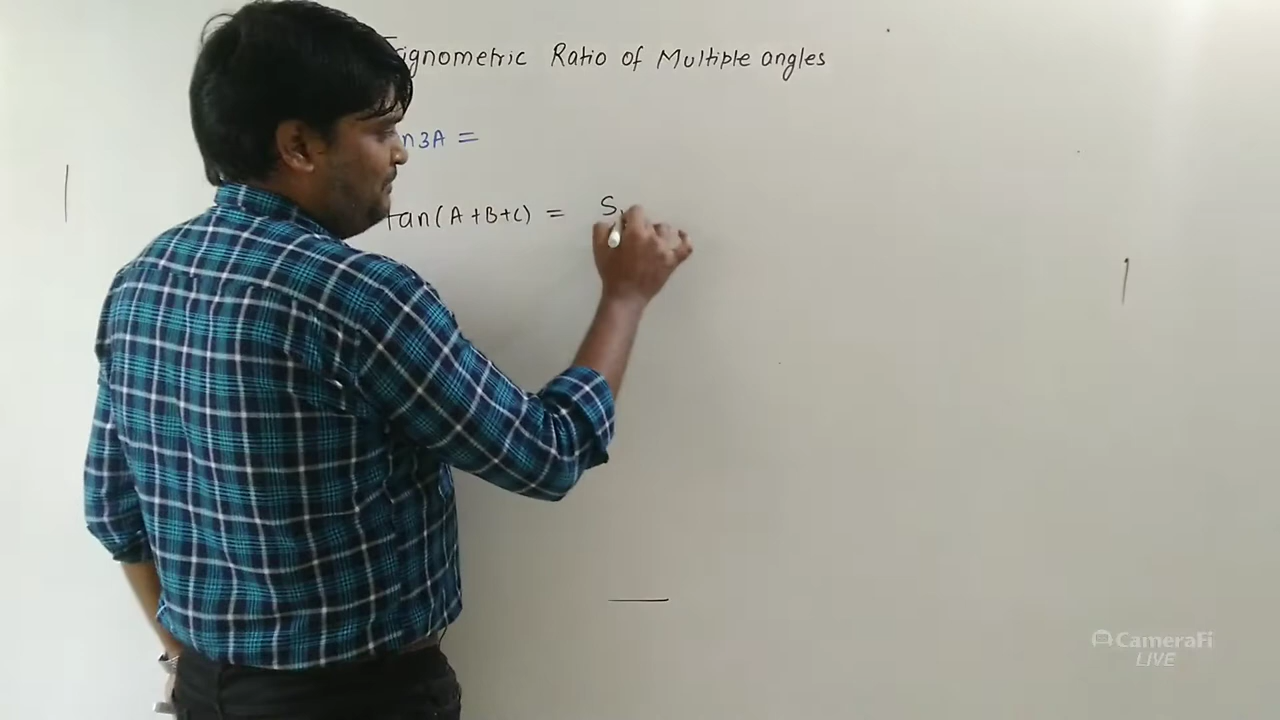 Trignometric Ratio of Multiple angles
n3A =
tan(A+B+C) = S
CameraFi
LIVE